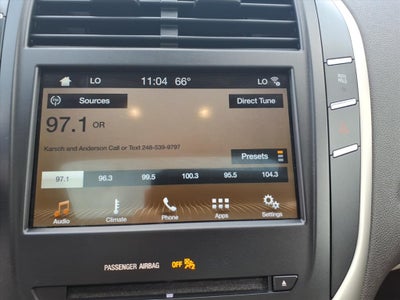 LO 11:04 66° LO
Sources Direct Tune
97.1 OR
Karsch and Anderson Call or Text 248-539-9797
Presets
97.1 96.3 99.5 100.3 95.5 104.3
Audio Climate Phone Apps Settings
PASSENGER AIRBAG OFF